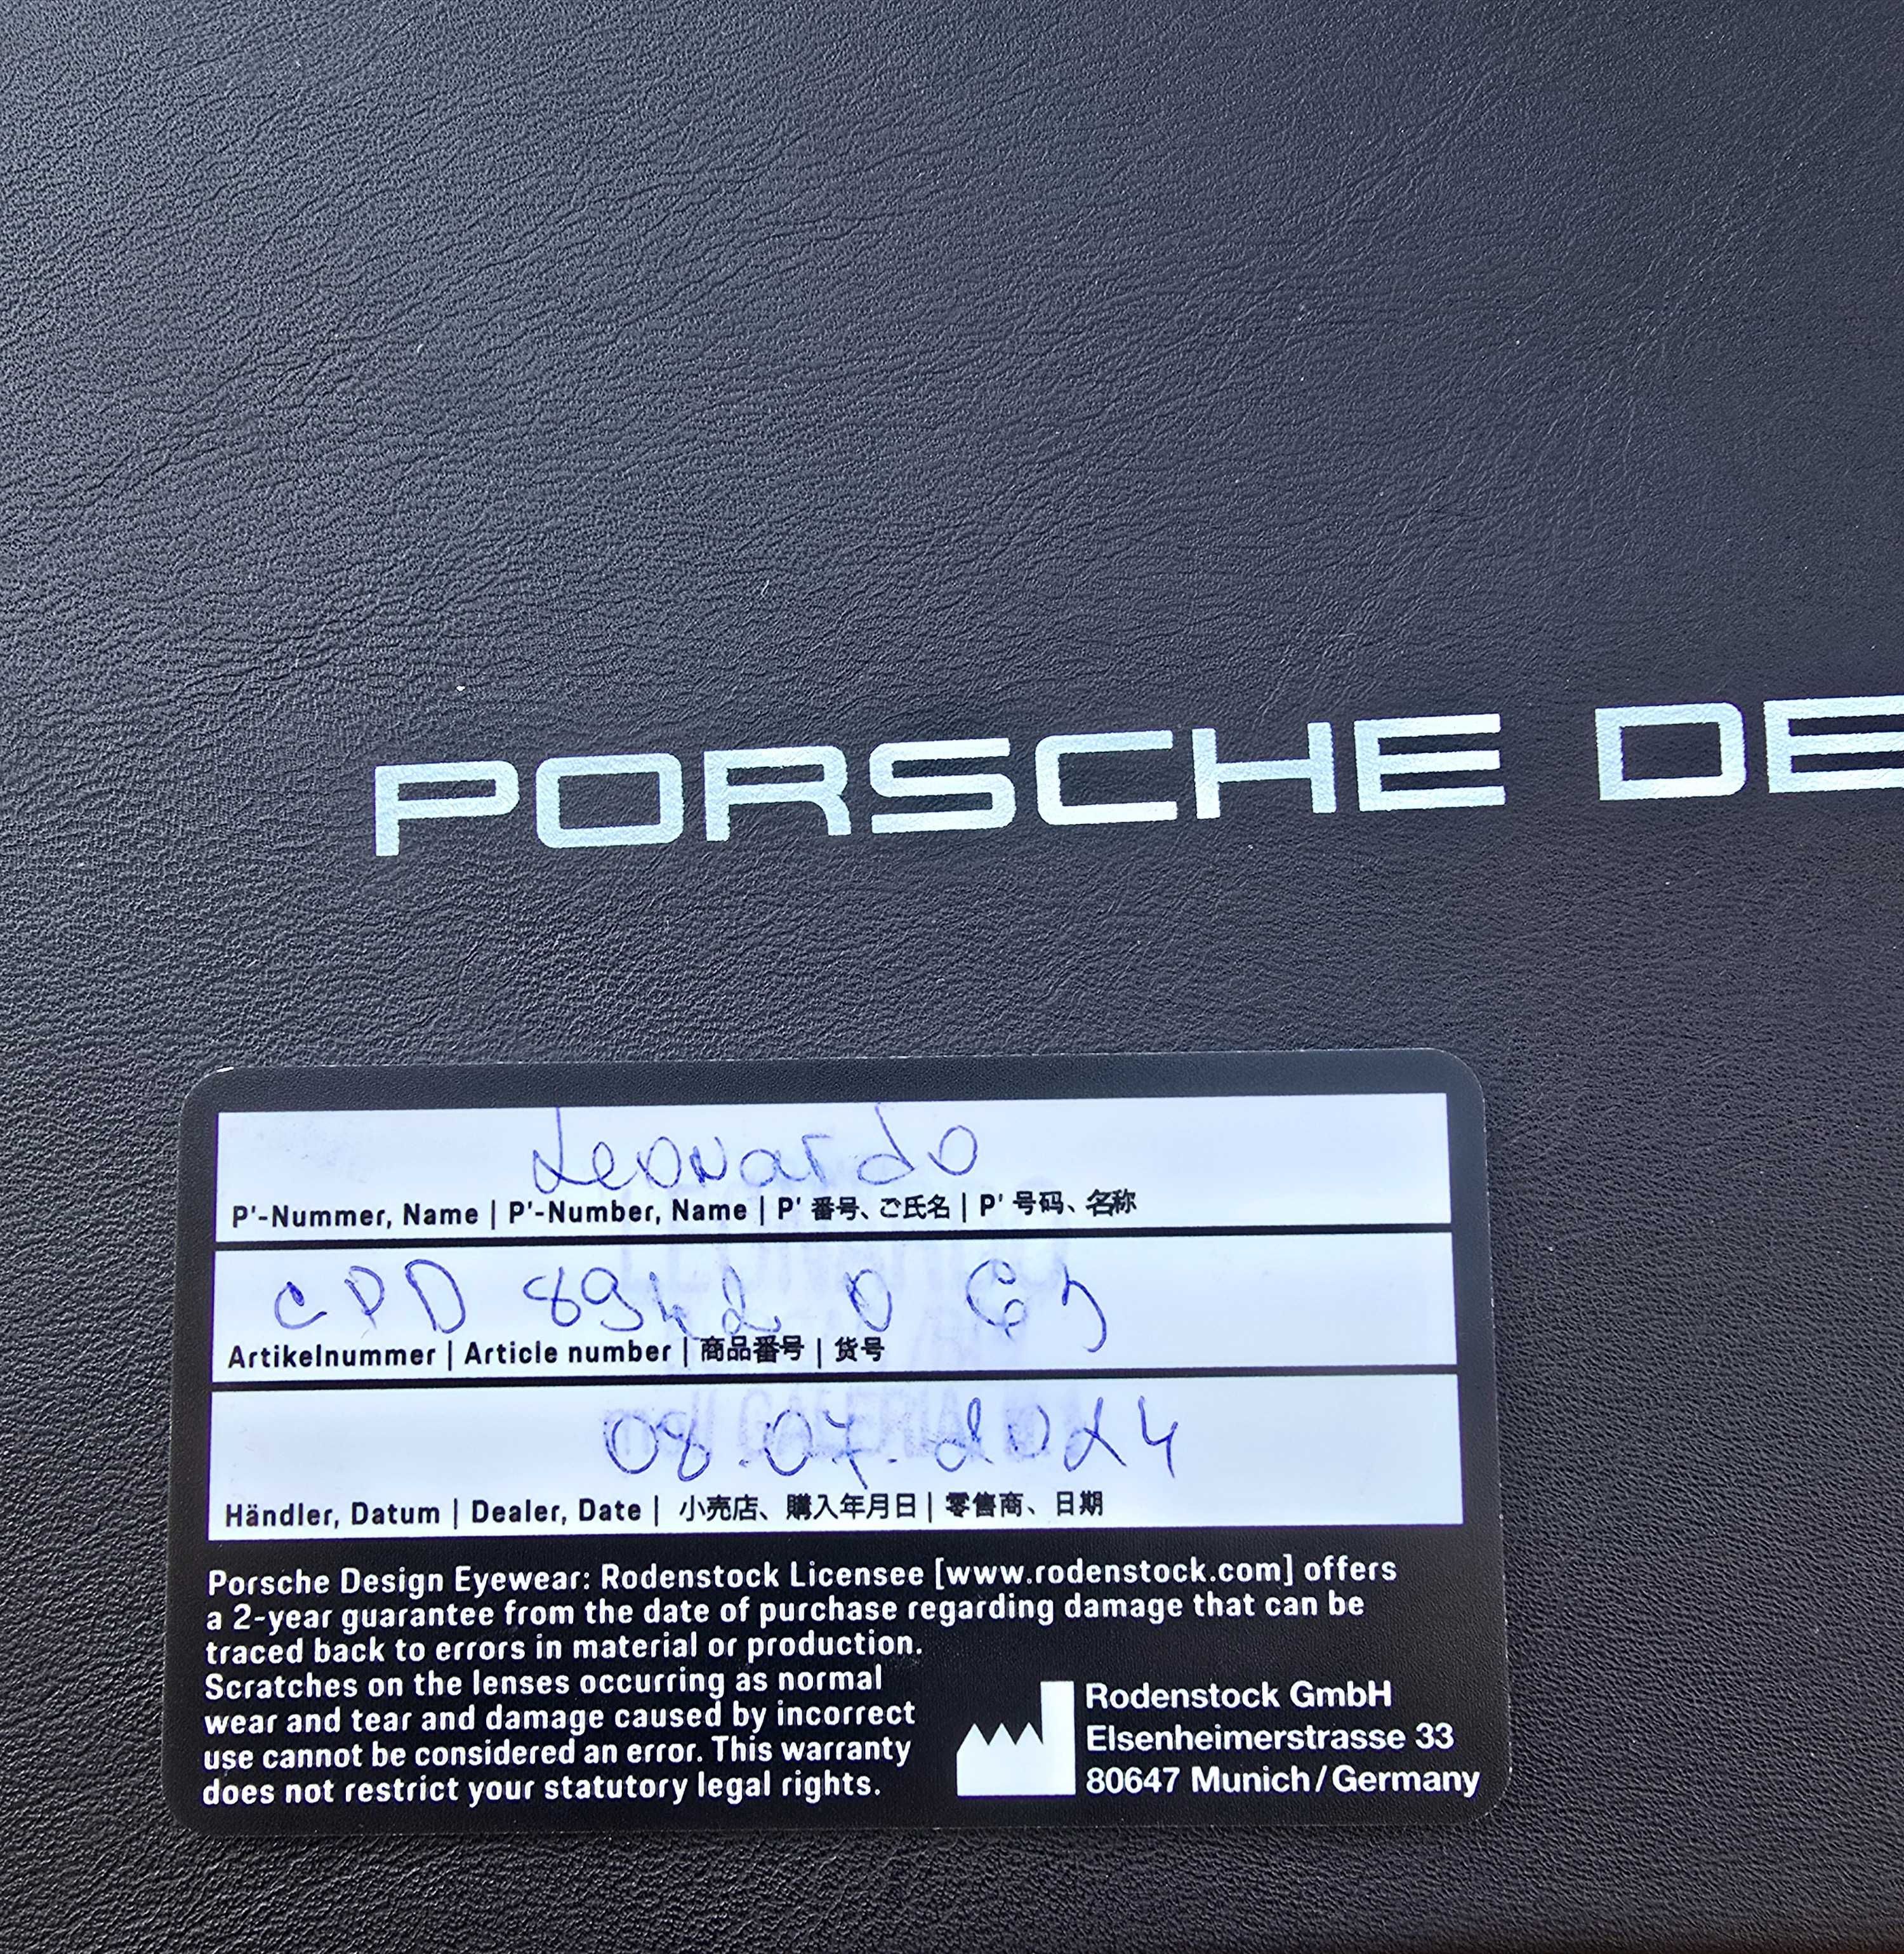 PORSCHE DE
Leonardo
P'-Nummer, Name | P'-Number, Name | P' 番号、ご氏名 | P' 号码、名称
CPD 8942 D
Artikelnummer | Article number | 商品番号 | 货号
08.07.2024
Händler, Datum | Dealer, Date | 小売店、購入年月日 | 零售商、日期
Porsche Design Eyewear: Rodenstock Licensee [www.rodenstock.com] offers
a 2-year guarantee from the date of purchase regarding damage that can be
traced back to errors in material or production.
Scratches on the lenses occurring as normal
wear and tear and damage caused by incorrect
use cannot be considered an error. This warranty
does not restrict your statutory legal rights.
Rodenstock GmbH
Elsenheimerstrasse 33
80647 Munich / Germany